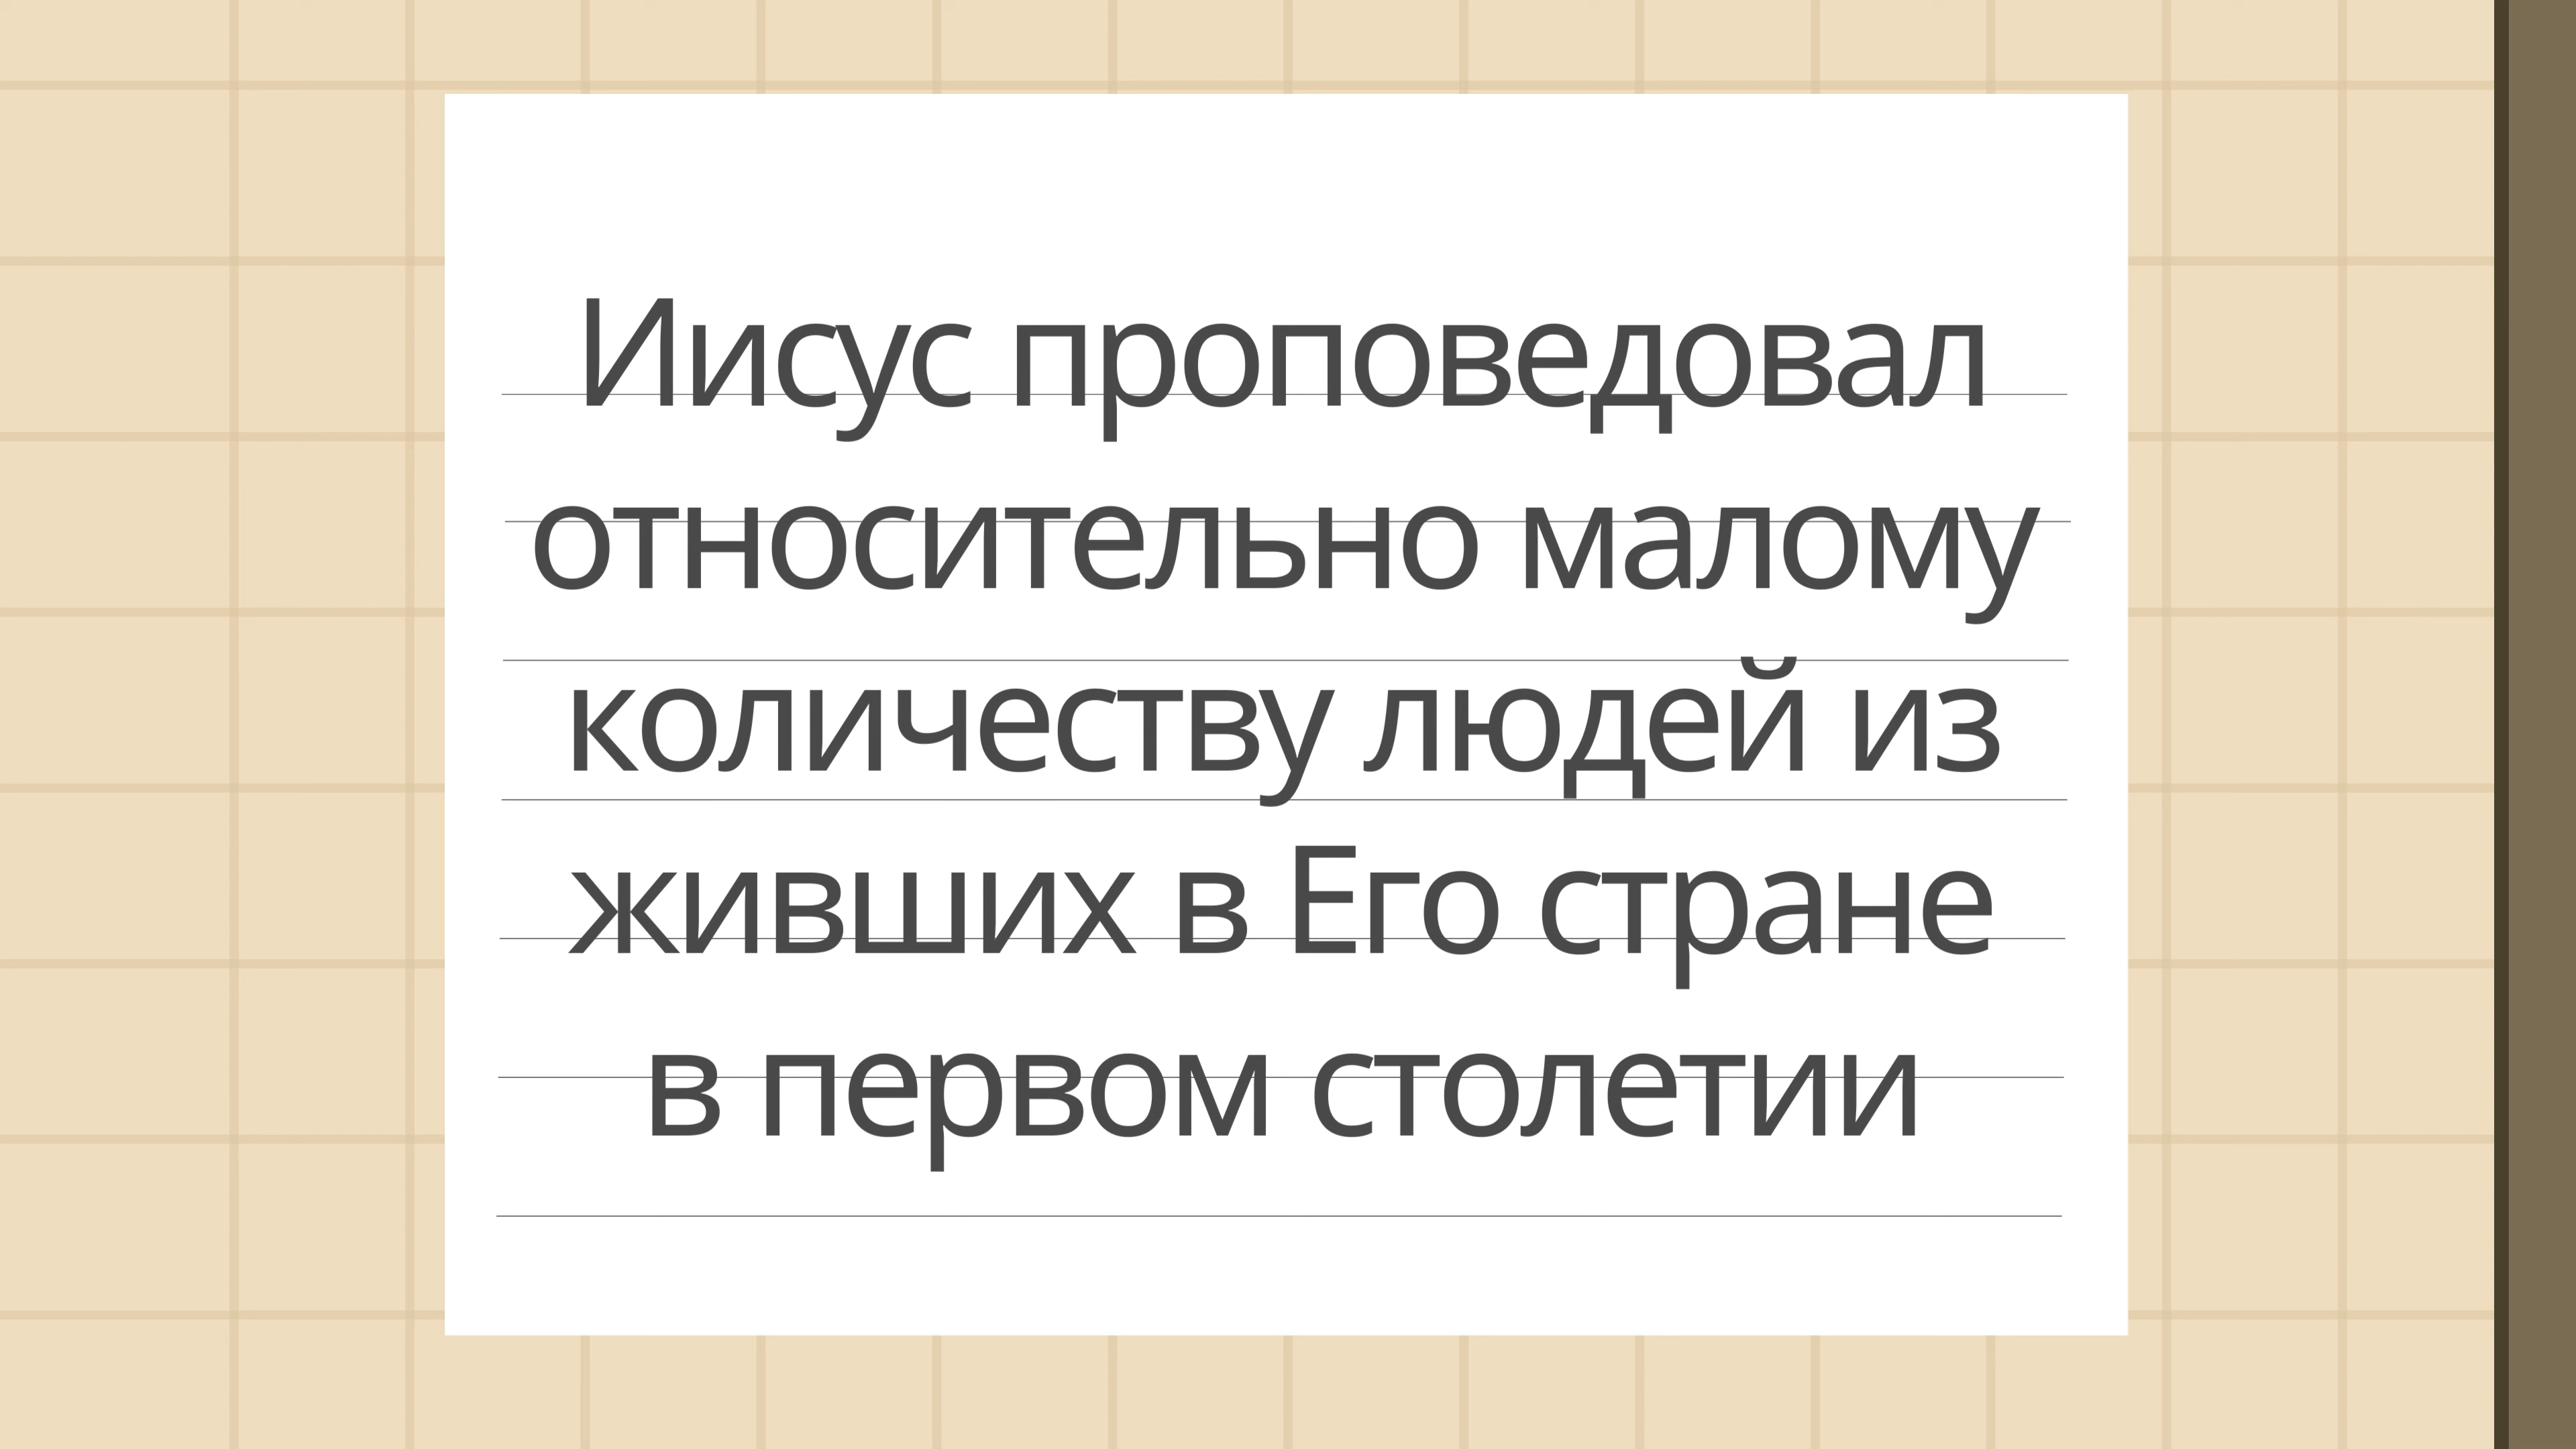 Иисус проповедовал
относительно малому
количеству людей из
живших в Его стране
в первом столетии